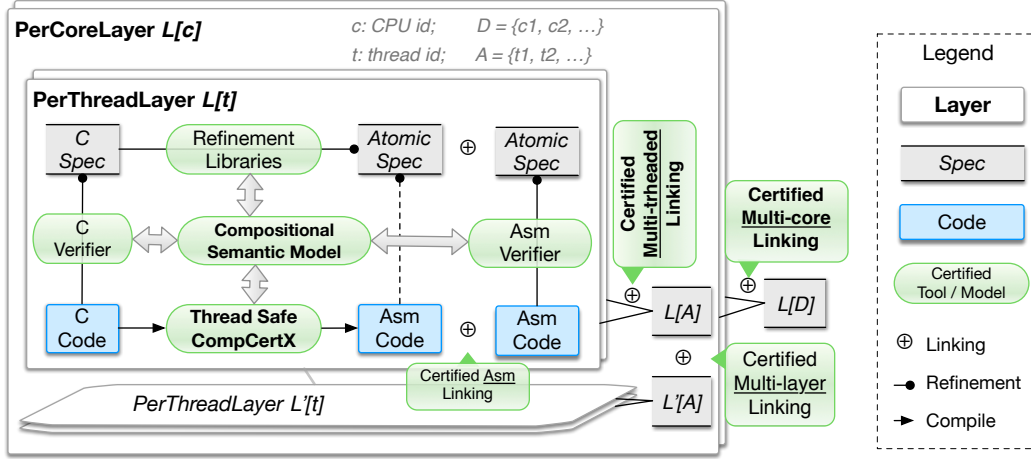 PerCoreLayer L[c]
c: CPU id; D = {c1, c2, …}
t: thread id; A = {t1, t2, …}
PerThreadLayer L[t]
C
Spec
Refinement
Libraries
Atomic
Spec
⊕
Atomic
Spec
C
Verifier
Compositional
Semantic Model
Asm
Verifier
C
Code
Thread Safe
CompCertX
Asm
Code
⊕
Asm
Code
Certified Asm
Linking
PerThreadLayer L'[t]
Certified
Multi-trheaded
Linking
⊕
L[A]
⊕
L'[A]
Certified
Multi-core
Linking
⊕
L[D]
Certified
Multi-layer
Linking
Legend
Layer
Spec
Code
Certified
Tool / Model
⊕ Linking
Refinement
Compile